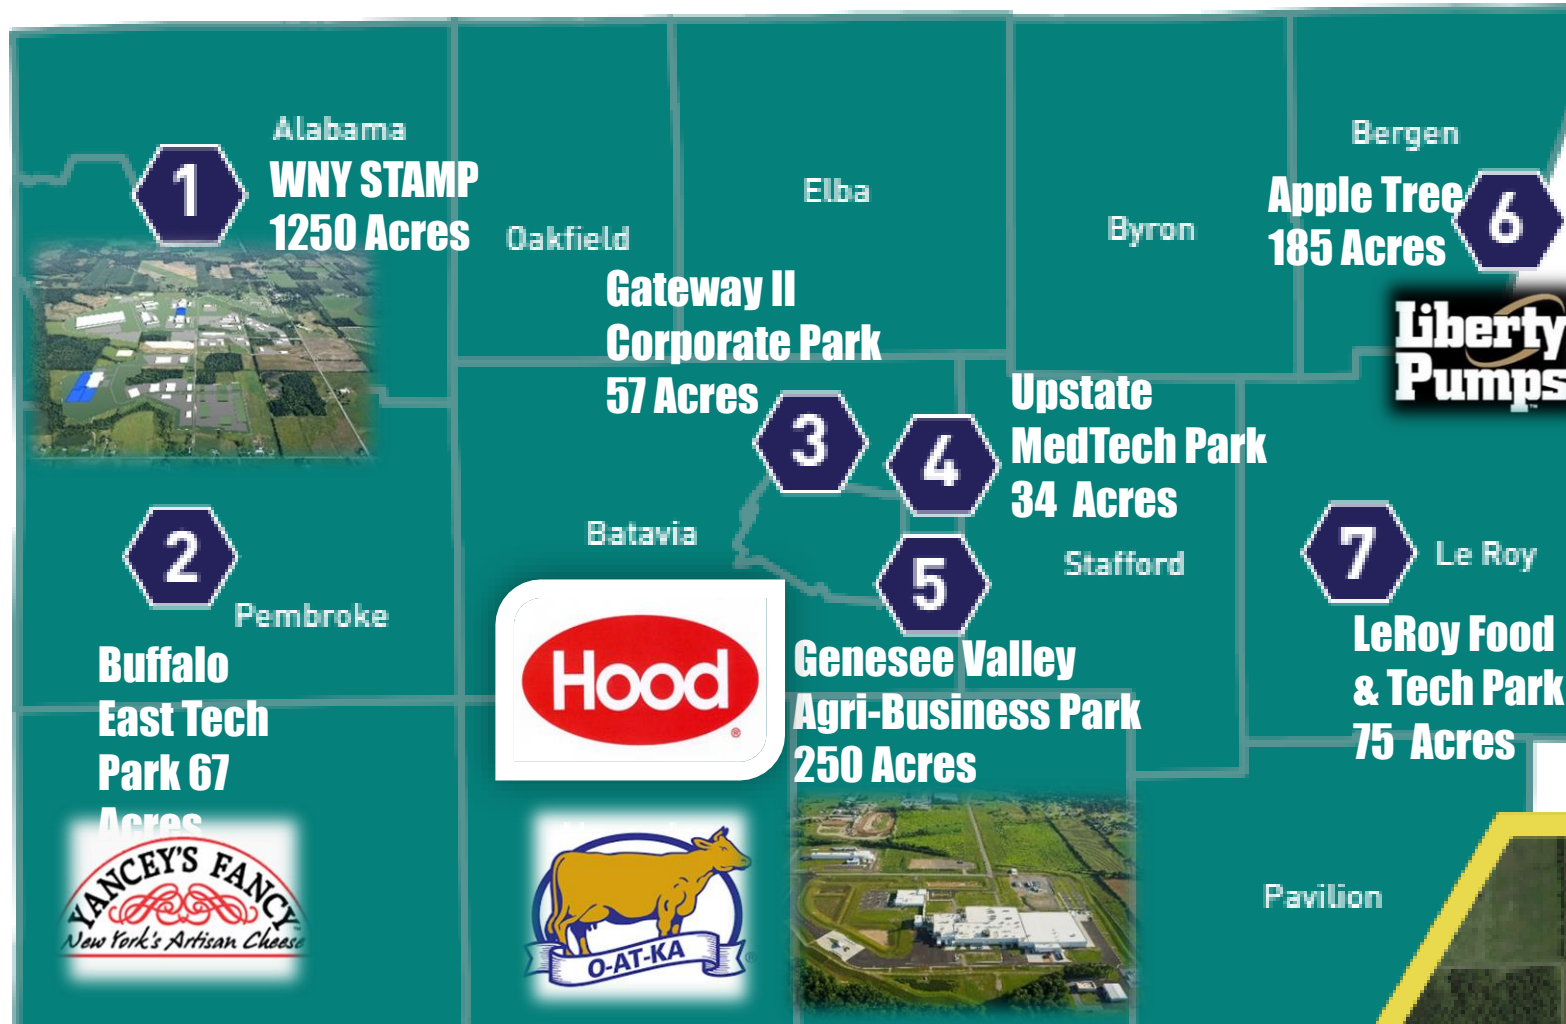 Alabama
1
WNY STAMP
1250 Acres
Oakfield
Elba
Byron
Bergen
Apple Tree
185 Acres
6
Liberty
Pumps
Gateway II
Corporate Park
57 Acres
3
4
Upstate
MedTech Park
34 Acres
2
Pembroke
Buffalo
East Tech
Park 67
Acres
Batavia
5
Stafford
7
Le Roy
LeRoy Food
& Tech Park
75 Acres
Hood
®
Genesee Valley
Agri-Business Park
250 Acres
YANCEY'S FANCY
New York's Artisan Cheese
O-AT-KA
®
Pavilion